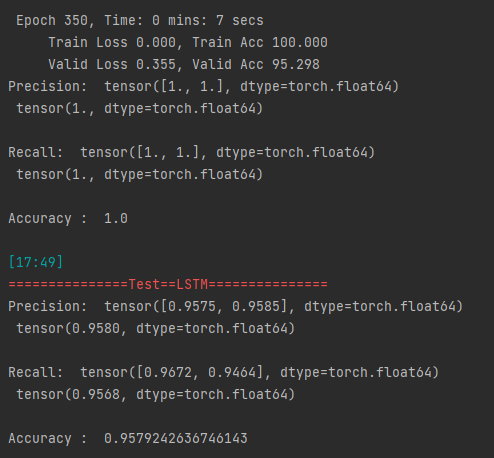 Epoch 350, Time: 0 mins: 7 secs
Train Loss 0.000, Train Acc 100.000
Valid Loss 0.355, Valid Acc 95.298
Precision:  tensor([1., 1.], dtype=torch.float64)
tensor(1., dtype=torch.float64)
Recall:  tensor([1., 1.], dtype=torch.float64)
tensor(1., dtype=torch.float64)
Accuracy :  1.0
[17:49]
===============Test==LSTM===============
Precision:  tensor([0.9575, 0.9585], dtype=torch.float64)
tensor(0.9580, dtype=torch.float64)
Recall:  tensor([0.9672, 0.9464], dtype=torch.float64)
tensor(0.9568, dtype=torch.float64)
Accuracy :  0.9579242636746143